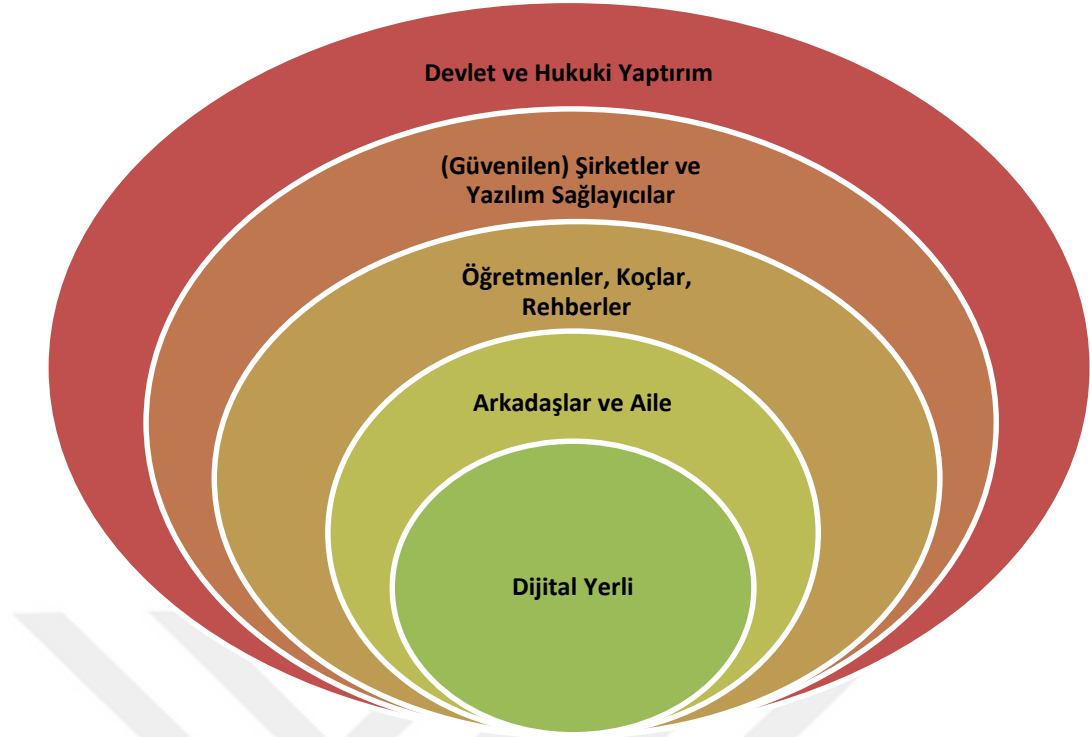 Devlet ve Hukuki Yaptırım
(Güvenilen) Şirketler ve
Yazılım Sağlayıcılar
Öğretmenler, Koçlar,
Rehberler
Arkadaşlar ve Aile
Dijital Yerli